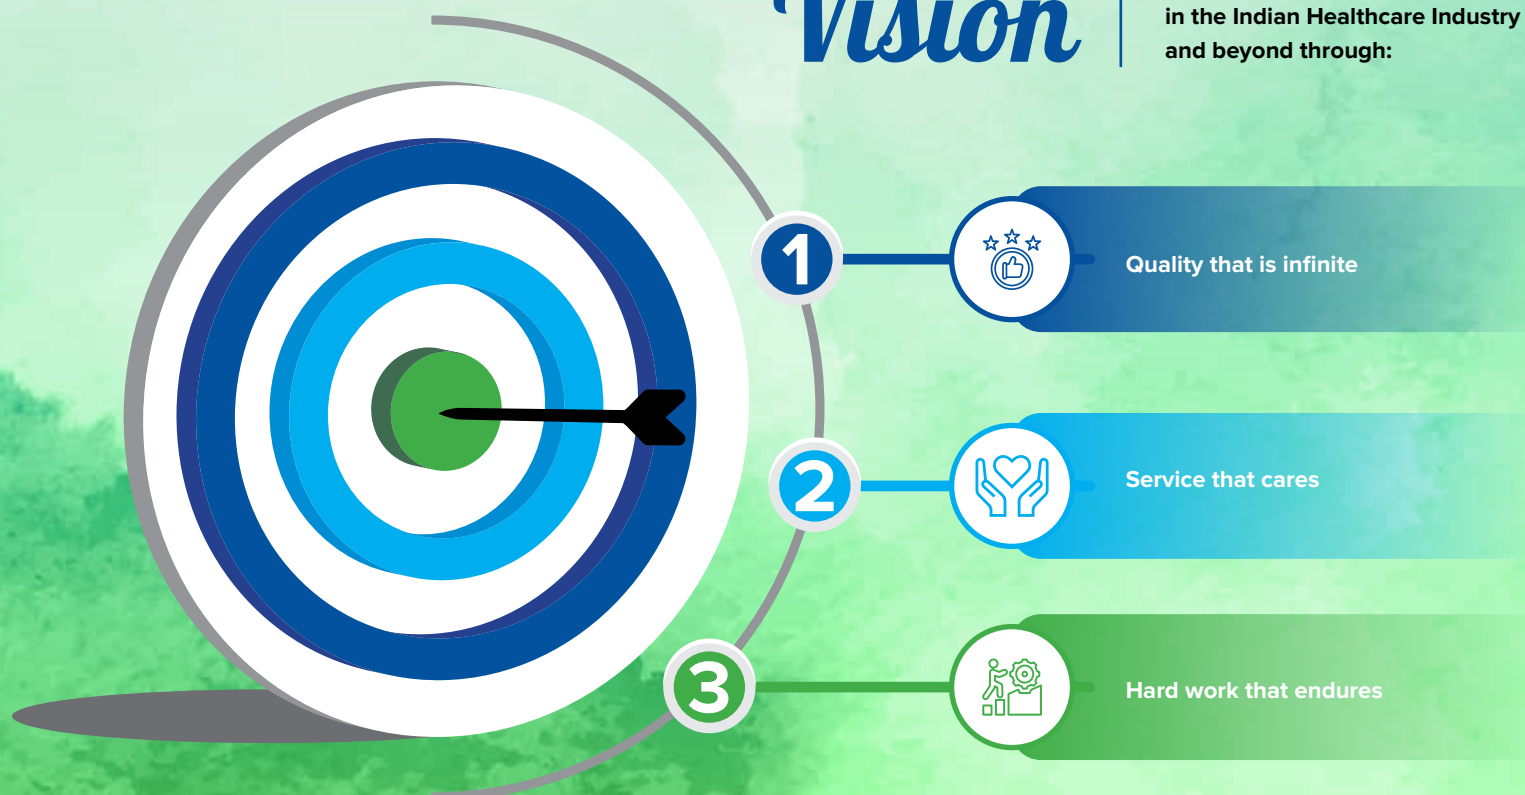 Vision
in the Indian Healthcare Industry
and beyond through:
1
Quality that is infinite
2
Service that cares
3
Hard work that endures